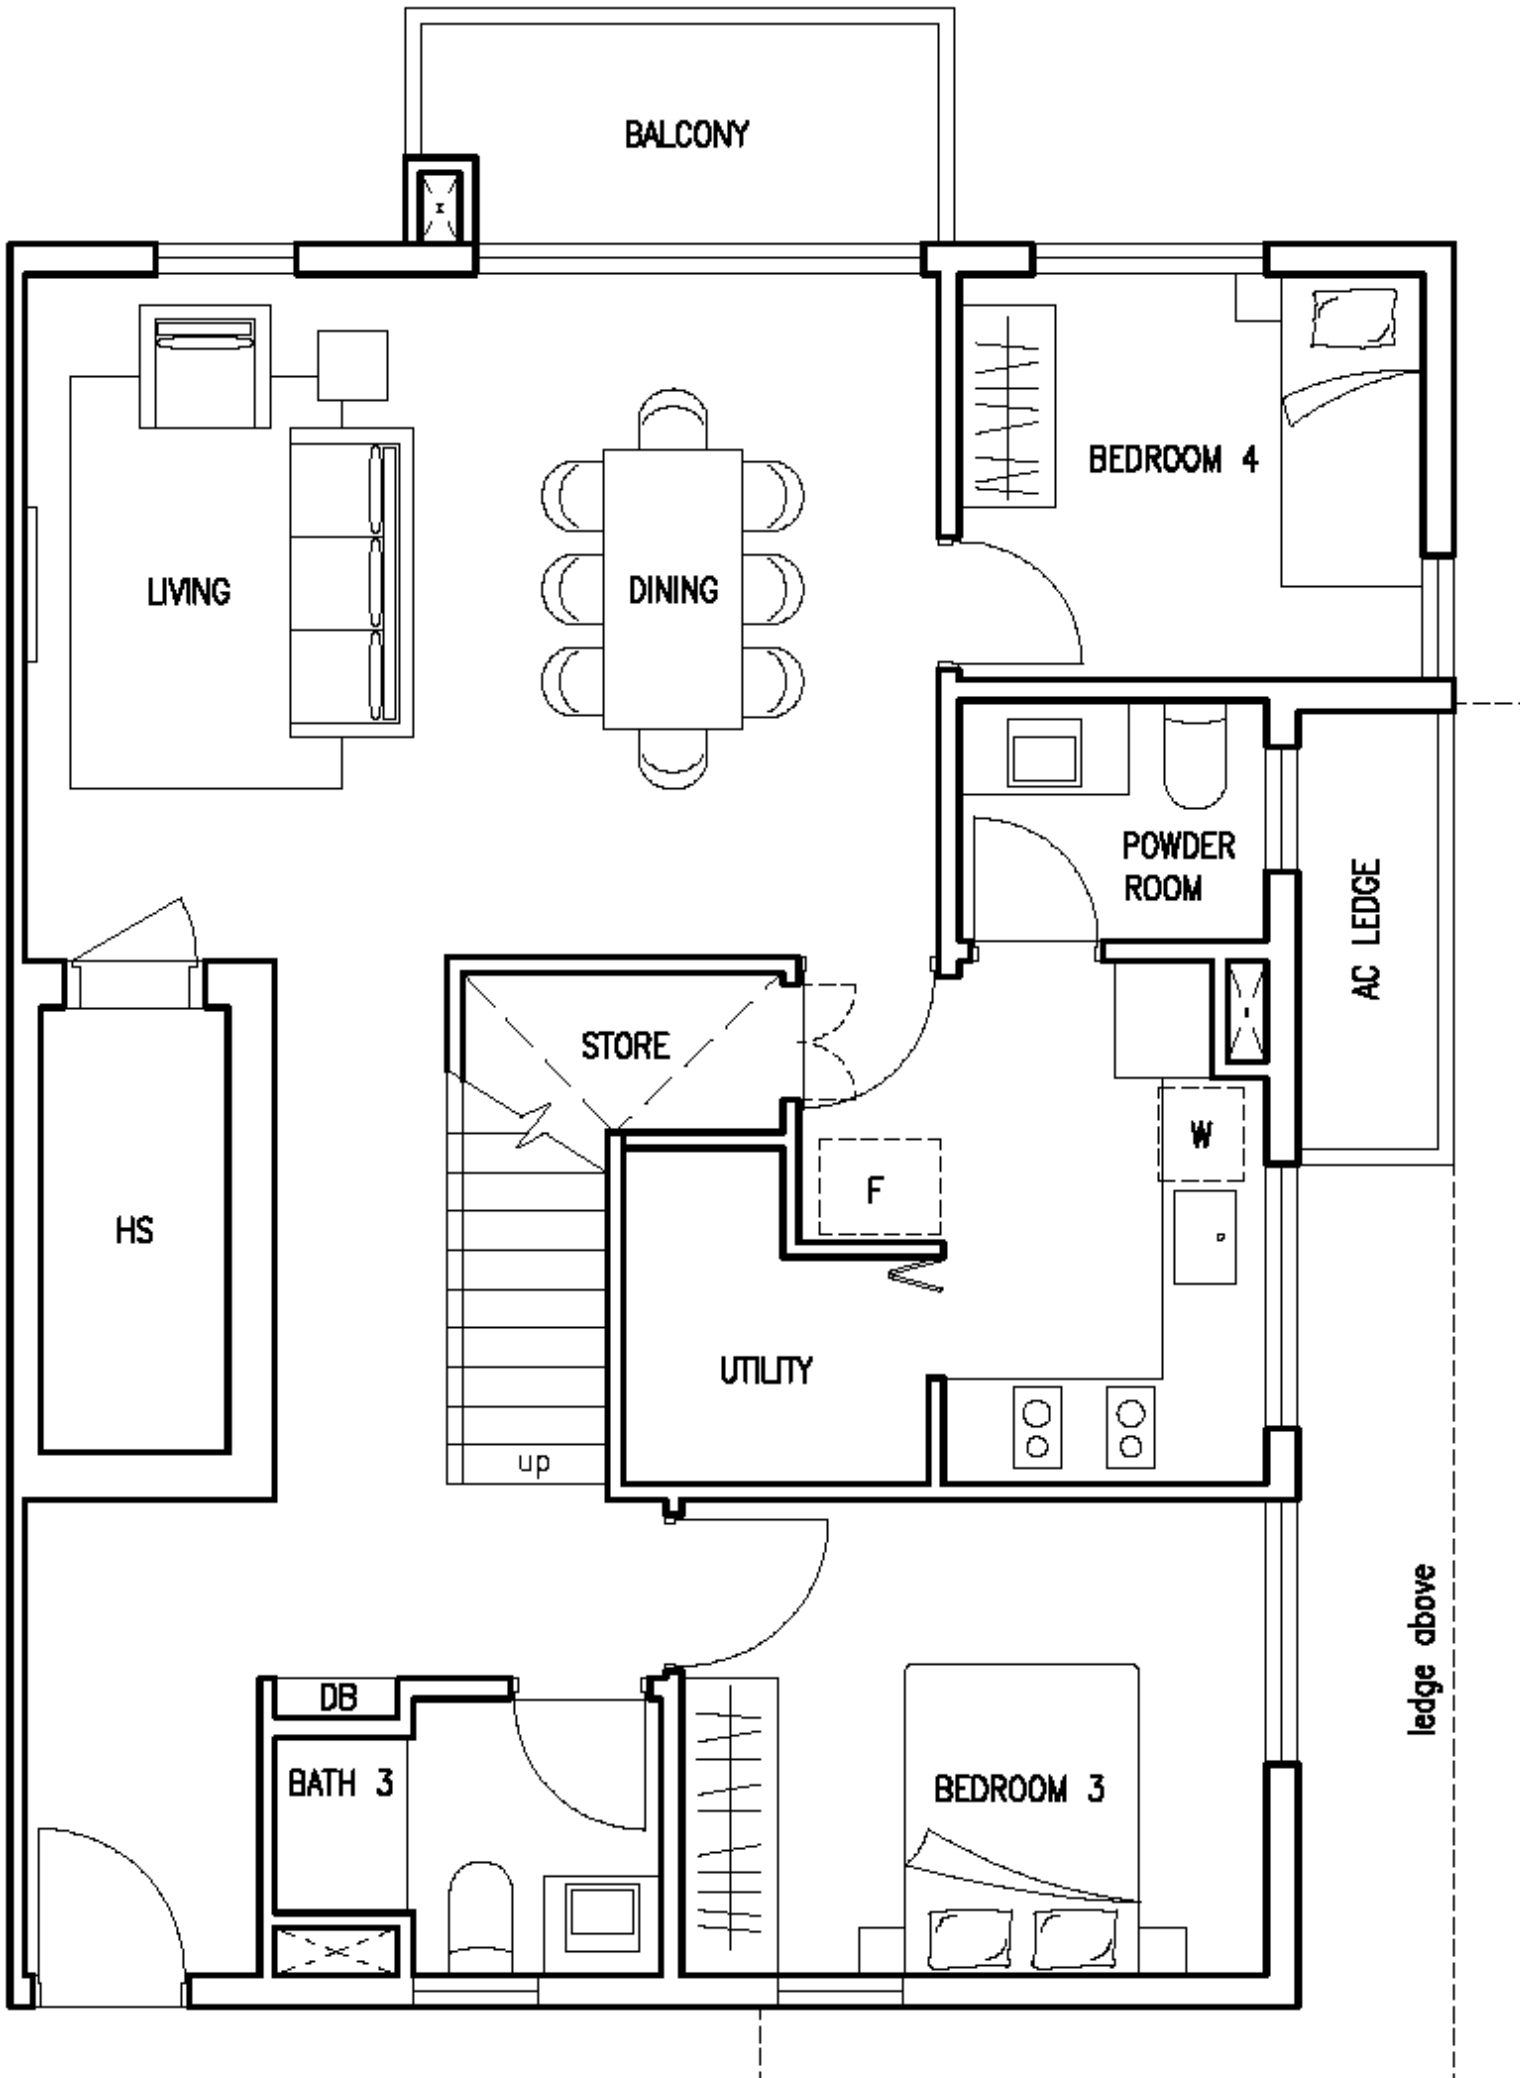 BALCONY
BEDROOM 4
LIVING
DINING
POWDER
ROOM
AC LEDGE
STORE
W
F
HS
UTILITY
up
ledge above
DB
BATH 3
BEDROOM 3